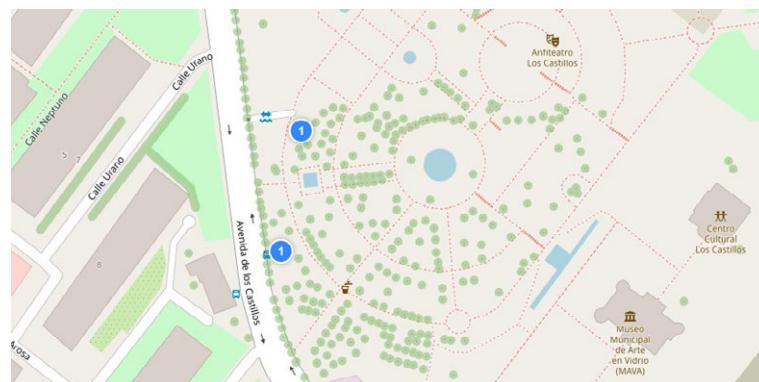 Anfiteatro
Los Castillos
Calle Urano
Calle Neptuno
1
5
7
Calle Urano
Centro
Cultural
Los Castillos
Avenida de los Castillos
1
8
Museo
Municipal
de Arte
en Vidrio
(MAVA)
Arosa